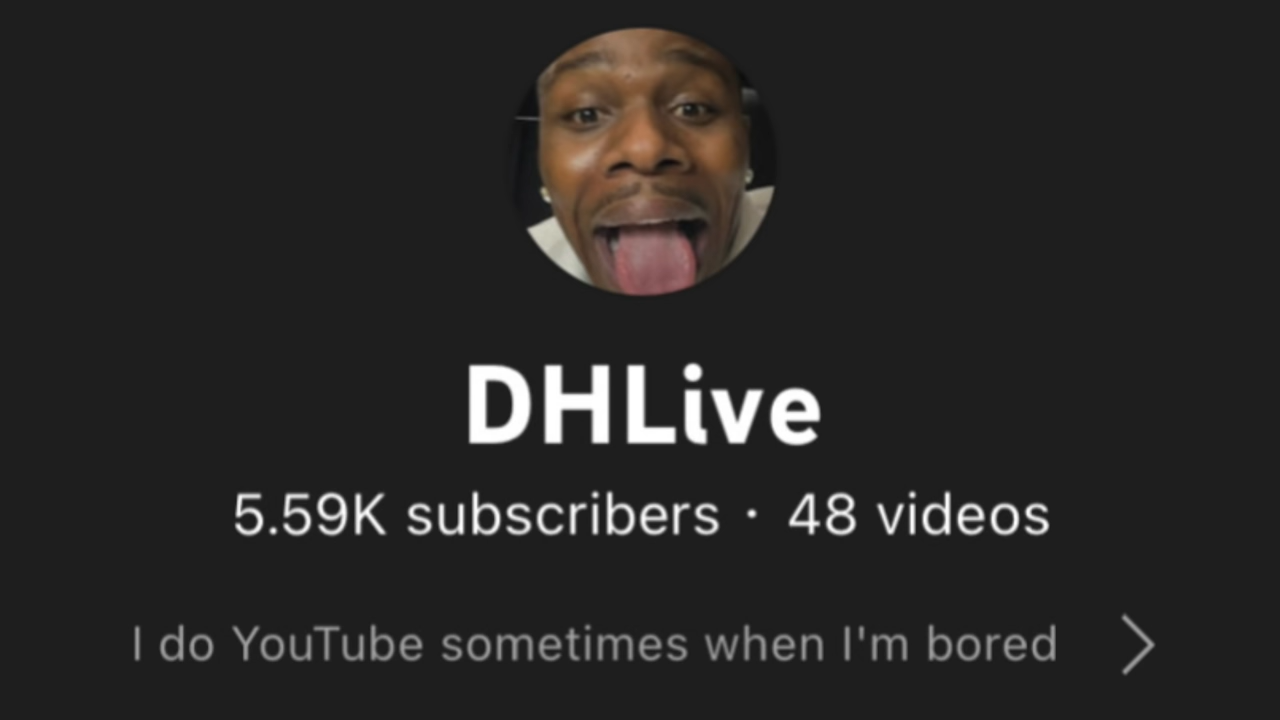 DHLive
5.59K subscribers · 48 videos
I do YouTube sometimes when I'm bored